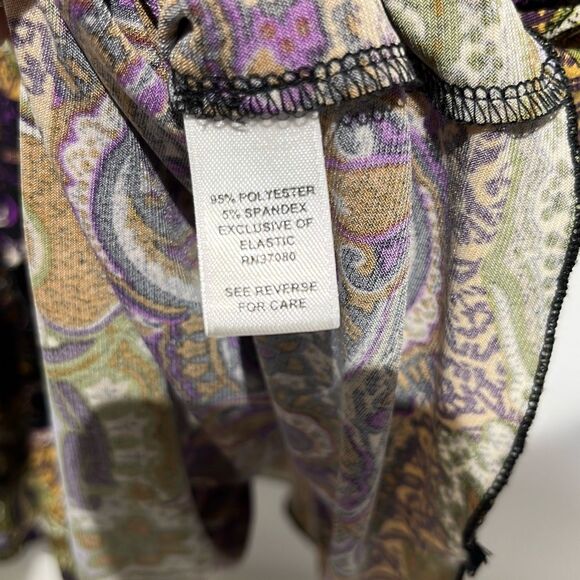 95% POLYESTER
5% SPANDEX
EXCLUSIVE OF
ELASTIC
RN37080
SEE REVERSE
FOR CARE